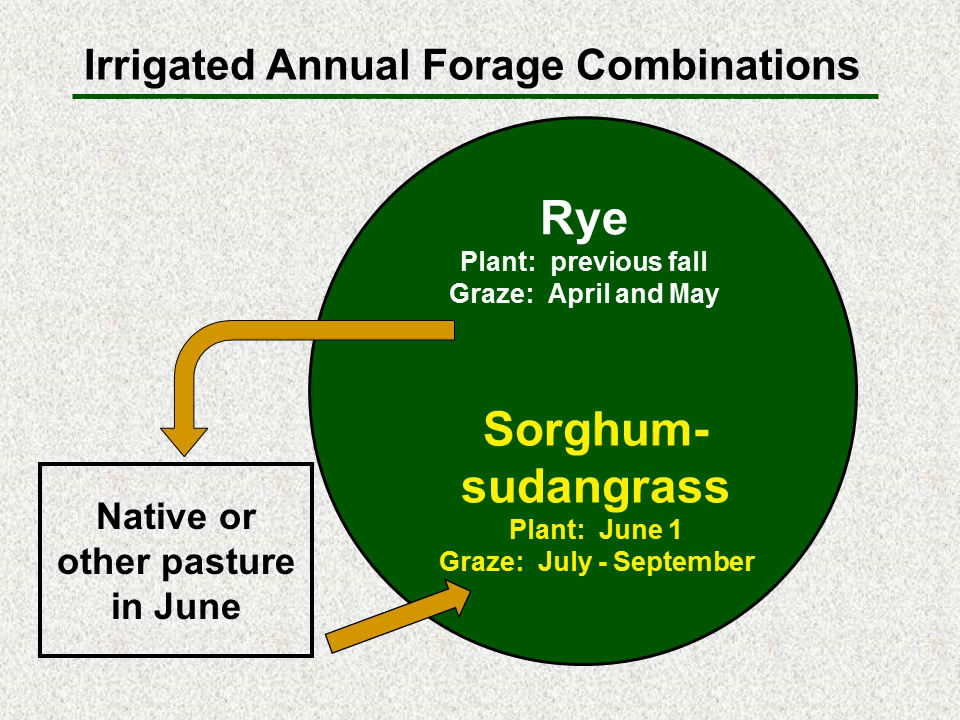 Irrigated Annual Forage Combinations
Rye
Plant:  previous fall
Graze:  April and May
Sorghum-
sudangrass
Plant:  June 1
Graze:  July - September
Native or
other pasture
in June